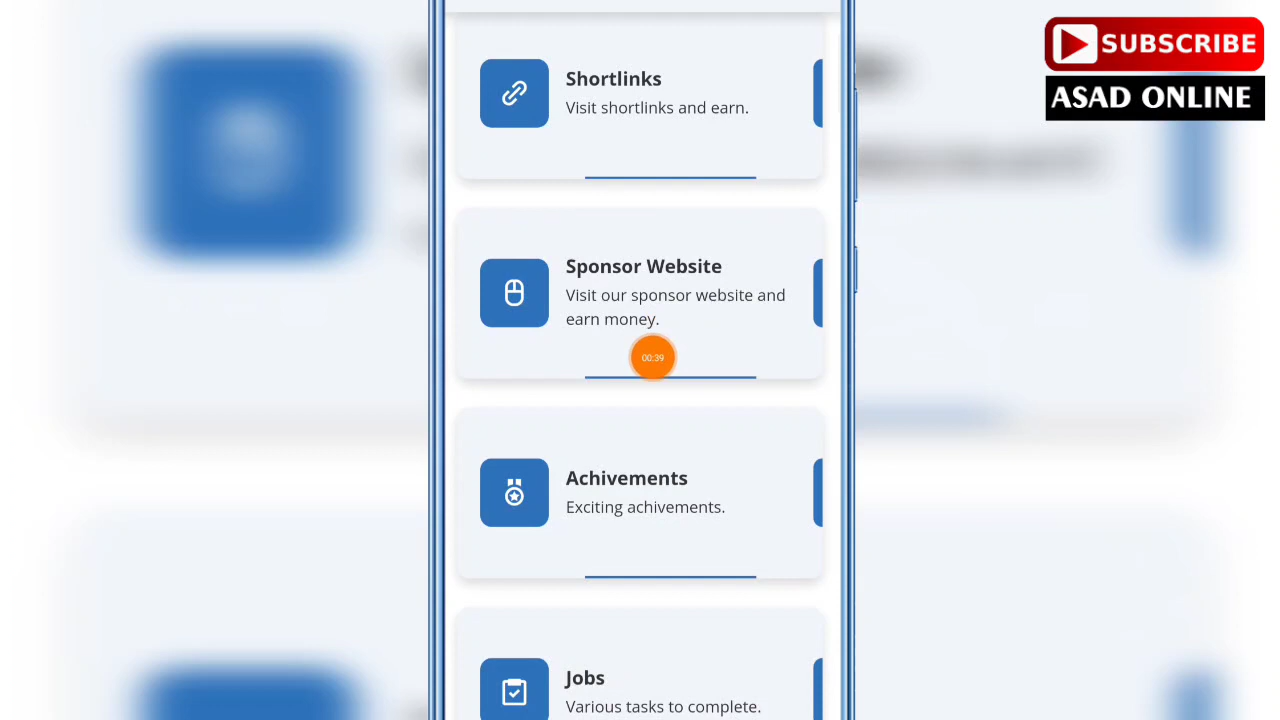 SUBSCRIBE
ASAD ONLINE
Shortlinks
Visit shortlinks and earn.
Sponsor Website
Visit our sponsor website and
earn money.
00:39
Achivements
Exciting achivements.
Jobs
Various tasks to complete.